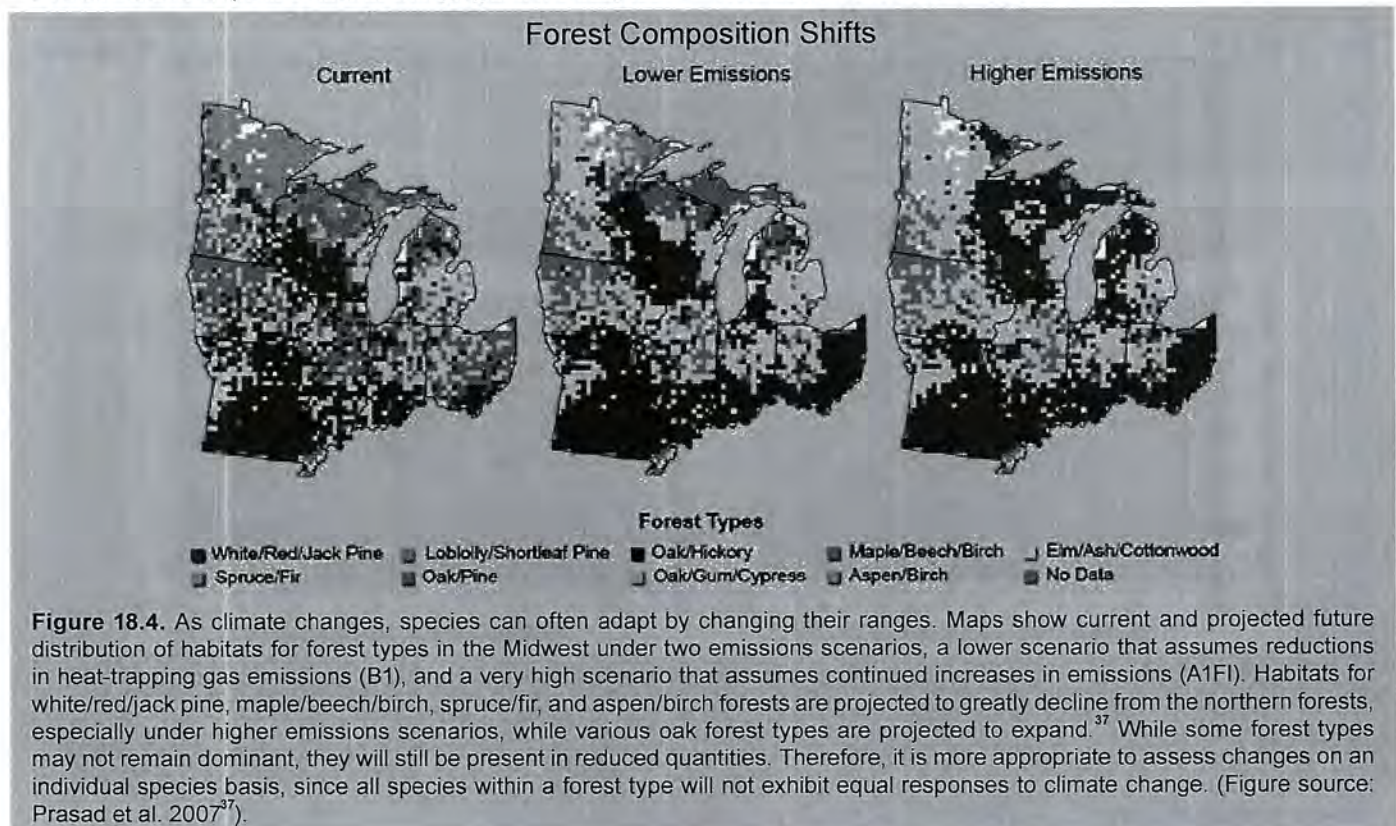 Forest Composition Shifts
Current
Lower Emissions
Higher Emissions
Forest Types
White/Red/Jack Pine
Loblolly/Shortleaf Pine
Oak/Hickory
Maple/Beech/Birch
Elm/Ash/Cottonwood
Spruce/Fir
Oak/Pine
Oak/Gum/Cypress
Aspen/Birch
No Data
Figure 18.4. As climate changes, species can often adapt by changing their ranges. Maps show current and projected future
distribution of habitats for forest types in the Midwest under two emissions scenarios, a lower scenario that assumes reductions
in heat-trapping gas emissions (B1), and a very high scenario that assumes continued increases in emissions (A1FI). Habitats for
white/red/jack pine, maple/beech/birch, spruce/fir, and aspen/birch forests are projected to greatly decline from the northern forests,
especially under higher emissions scenarios, while various oak forest types are projected to expand.37 While some forest types
may not remain dominant, they will still be present in reduced quantities. Therefore, it is more appropriate to assess changes on an
individual species basis, since all species within a forest type will not exhibit equal responses to climate change. (Figure source:
Prasad et al. 200737).